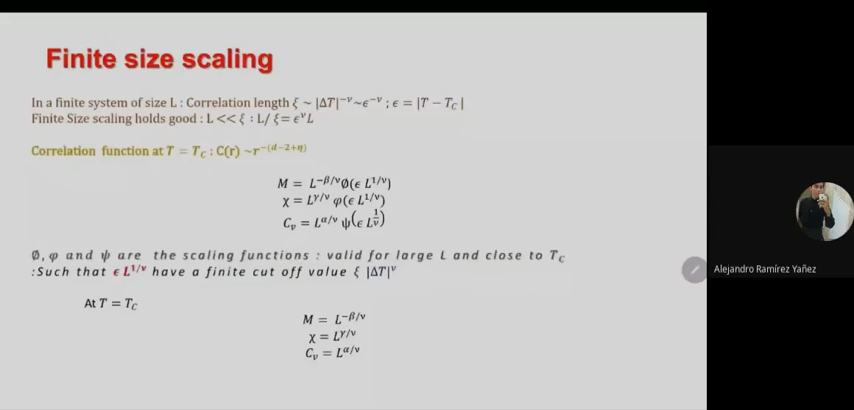 Finite size scaling
In a finite system of size L : Correlation length ξ ~ |ΔT|^−ν ~ϵ^−ν ; ϵ = |T − T_C|
Finite Size scaling holds good : L << ξ : L/ ξ= ϵ^ν L
Correlation function at T = T_C : C(r) ~r^−(d−2+η)
M = L^−β/ν Ø(ϵ L^1/ν)
χ = L^γ/ν φ(ϵ L^1/ν)
C_v = L^α/ν ψ(ϵ L^1/ν)
Ø, φ and ψ are the scaling functions : valid for large L and close to T_C
:Such that ϵ L^1/ν have a finite cut off value ξ |ΔT|^ν
Alejandro Ramírez Yañez
At T = T_C
M = L^−β/ν
χ = L^γ/ν
C_v = L^α/ν